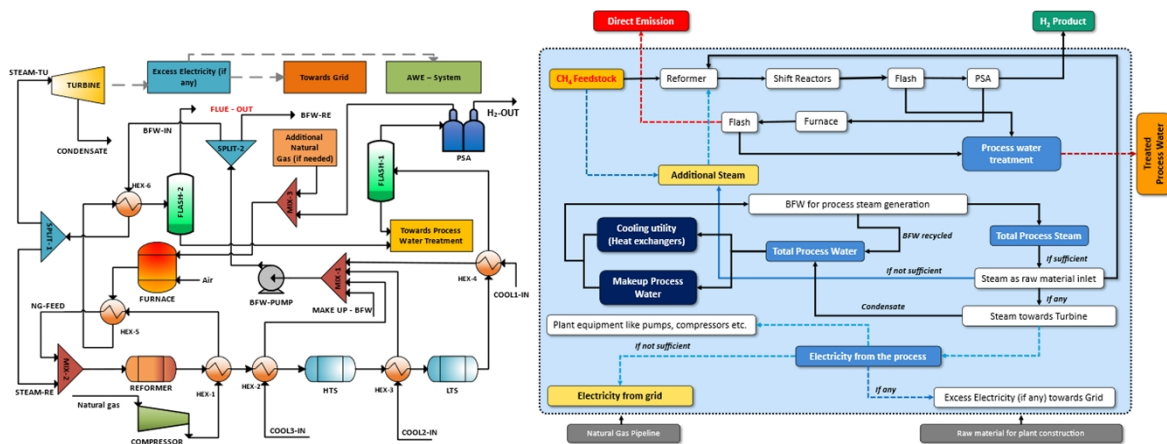 STEAM-TU
TURBINE
CONDENSATE
Excess Electricity (if
any)
Towards Grid
AWE – System
FLUE - OUT
BFW-IN
BFW-RE
SPLIT-2
Additional
Natural
Gas (if needed)
H2-OUT
PSA
FLASH-1
HEX-6
FLASH-2
MIX-3
SPLIT-1
Towards Process
Water Treatment
FURNACE
Air
BFW-PUMP
MIX-1
MAKE UP - BFW
HEX-4
COOL1-IN
NG-FEED
HEX-5
MIX-2
STEAM-RE
REFORMER
HEX-1
HEX-2
HTS
HEX-3
LTS
Natural gas
COMPRESSOR
COOL3-IN
COOL2-IN
Direct Emission
H2 Product
CH4 Feedstock
Reformer
Shift Reactors
Flash
PSA
Flash
Furnace
Process water
treatment
Treated
Process Water
Additional Steam
BFW for process steam generation
Cooling utility
(Heat exchangers)
BFW recycled
Total Process Water
Total Process Steam
If sufficient
Makeup Process
Water
If not sufficient
Steam as raw material inlet
If any
Condensate
Steam towards Turbine
Plant equipment like pumps, compressors etc.
If not sufficient
Electricity from the process
If any
Electricity from grid
Excess Electricity (if any) towards Grid
Natural Gas Pipeline
Raw material for plant construction